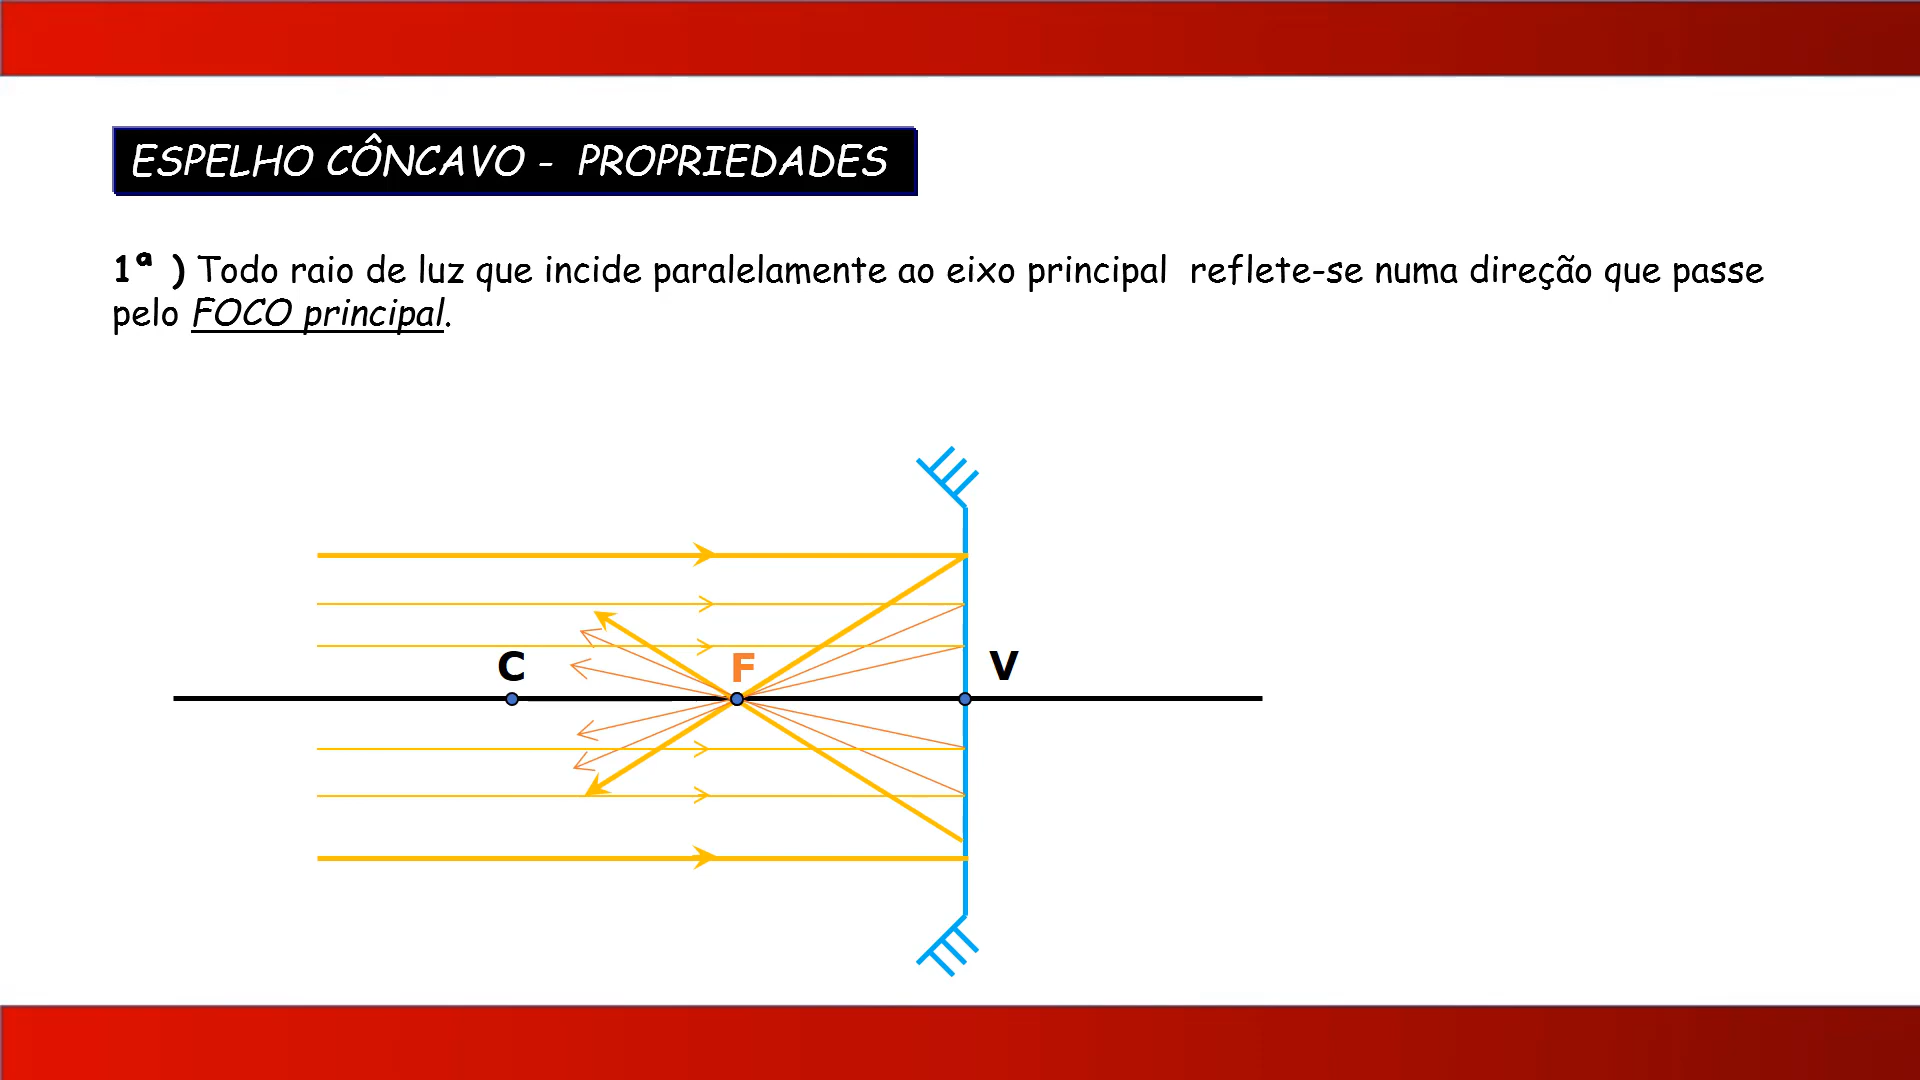 ESPELHO CÔNCAVO - PROPRIEDADES
1ª ) Todo raio de luz que incide paralelamente ao eixo principal reflete-se numa direção que passe
pelo FOCO principal.
C F V